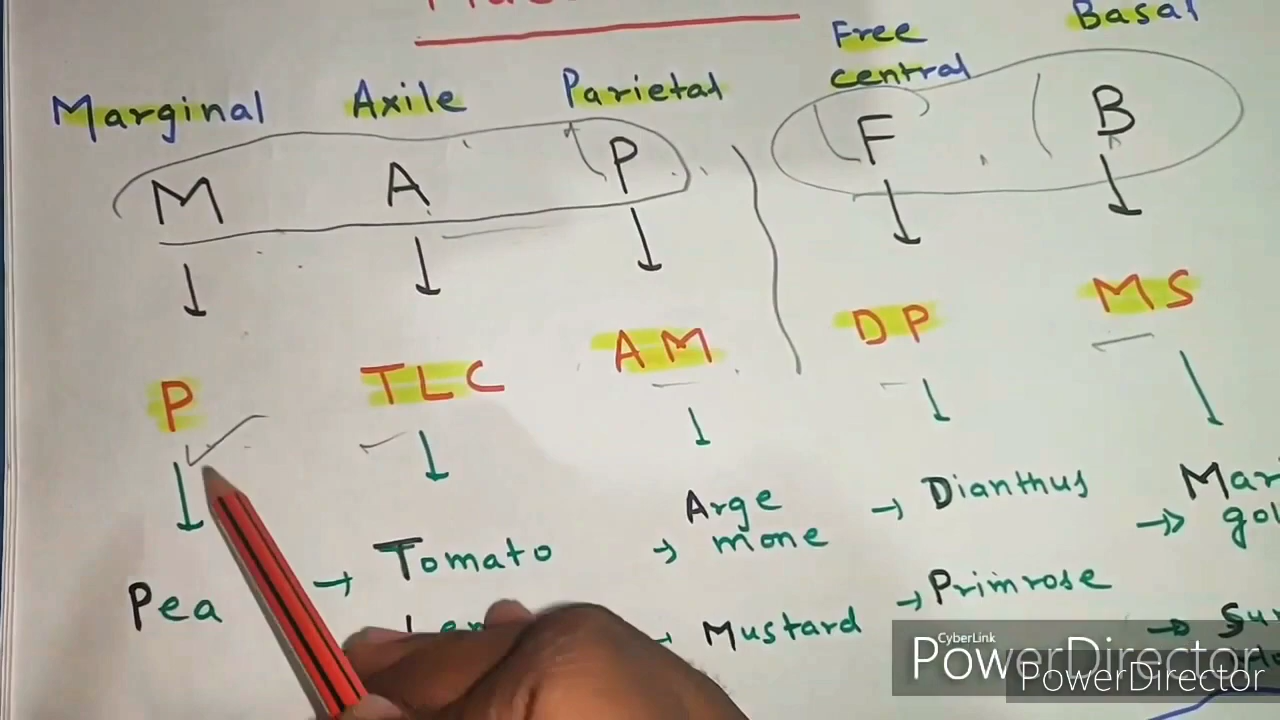 Free
Basal
central
Marginal Axile Parietal
M A P F B
P TLC AM DP MS
Arge
mone
Dianthus
Pea
Tomato
Mustard
Primrose
CyberLink
PowerDirector
PowerDirector